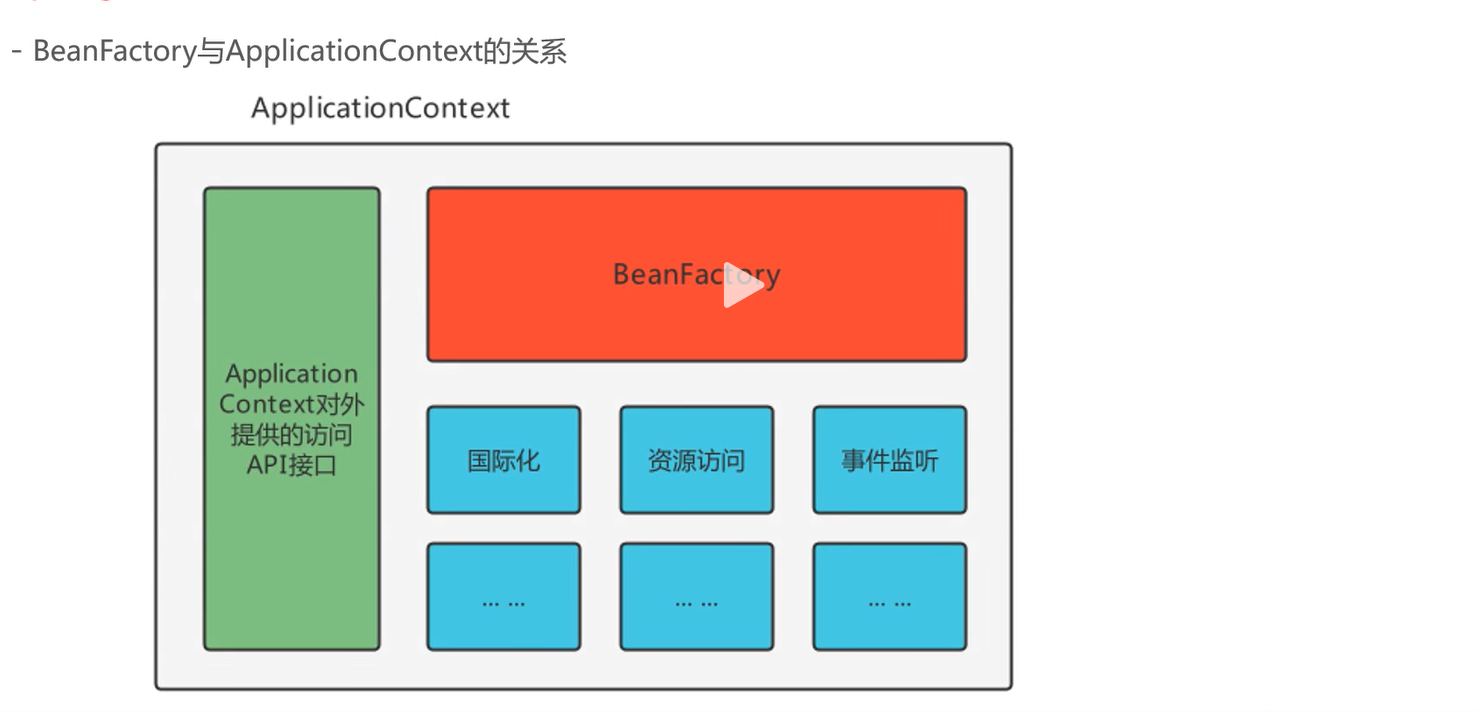 - BeanFactory与ApplicationContext的关系
ApplicationContext
Application
Context对外
提供的访问
API接口
BeanFactory
国际化
资源访问
事件监听
... ...
... ...
... ...